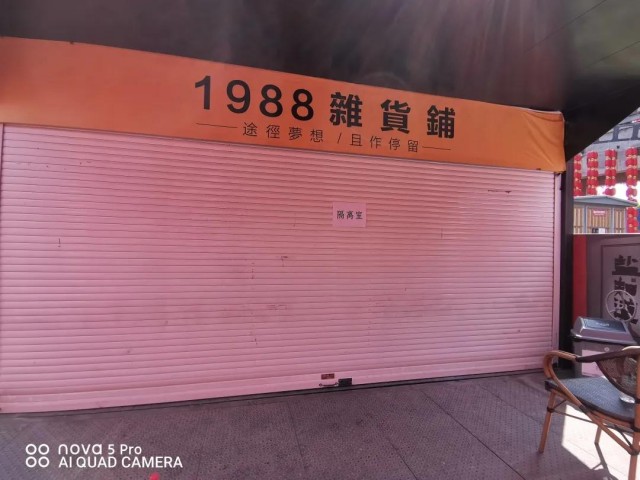 1988 雜貨鋪
途徑夢想 / 且作停留
隔离室
nova 5 Pro
AI QUAD CAMERA